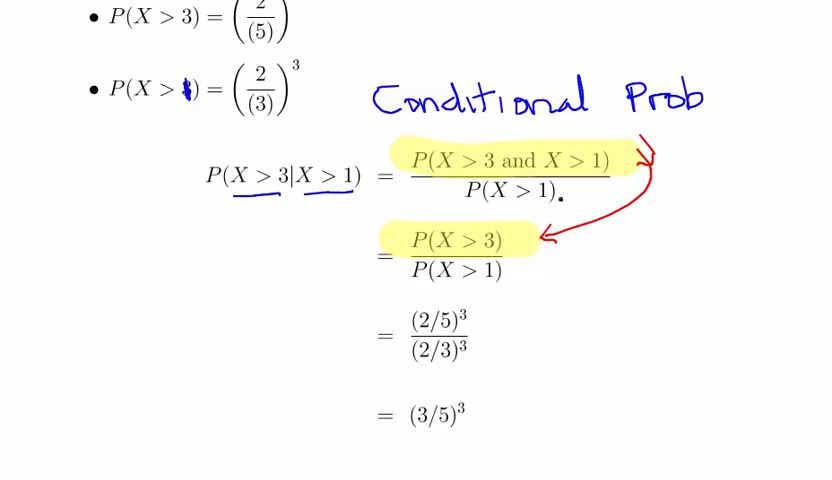 • P(X > 3) = (2/(5))
• P(X > 1) = (2/(3))^3
Conditional Prob
P(X > 3|X > 1) = P(X > 3 and X > 1)/P(X > 1).
= P(X > 3)/P(X > 1)
= (2/5)^3/(2/3)^3
= (3/5)^3